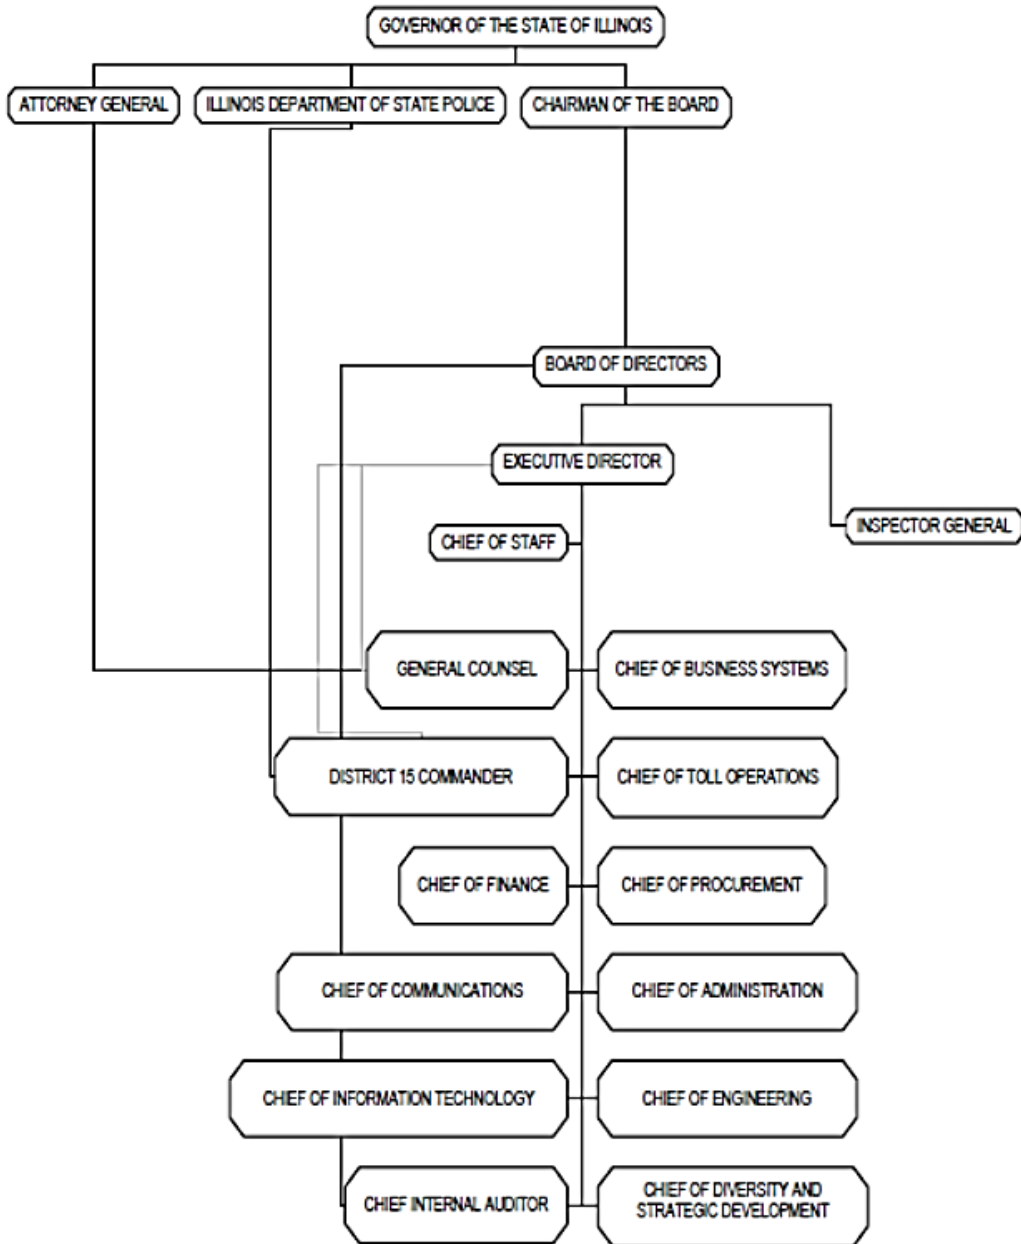 GOVERNOR OF THE STATE OF ILLINOIS
ATTORNEY GENERAL
ILLINOIS DEPARTMENT OF STATE POLICE
CHAIRMAN OF THE BOARD
BOARD OF DIRECTORS
EXECUTIVE DIRECTOR
INSPECTOR GENERAL
CHIEF OF STAFF
GENERAL COUNSEL
CHIEF OF BUSINESS SYSTEMS
DISTRICT 15 COMMANDER
CHIEF OF TOLL OPERATIONS
CHIEF OF FINANCE
CHIEF OF PROCUREMENT
CHIEF OF COMMUNICATIONS
CHIEF OF ADMINISTRATION
CHIEF OF INFORMATION TECHNOLOGY
CHIEF OF ENGINEERING
CHIEF INTERNAL AUDITOR
CHIEF OF DIVERSITY AND
STRATEGIC DEVELOPMENT